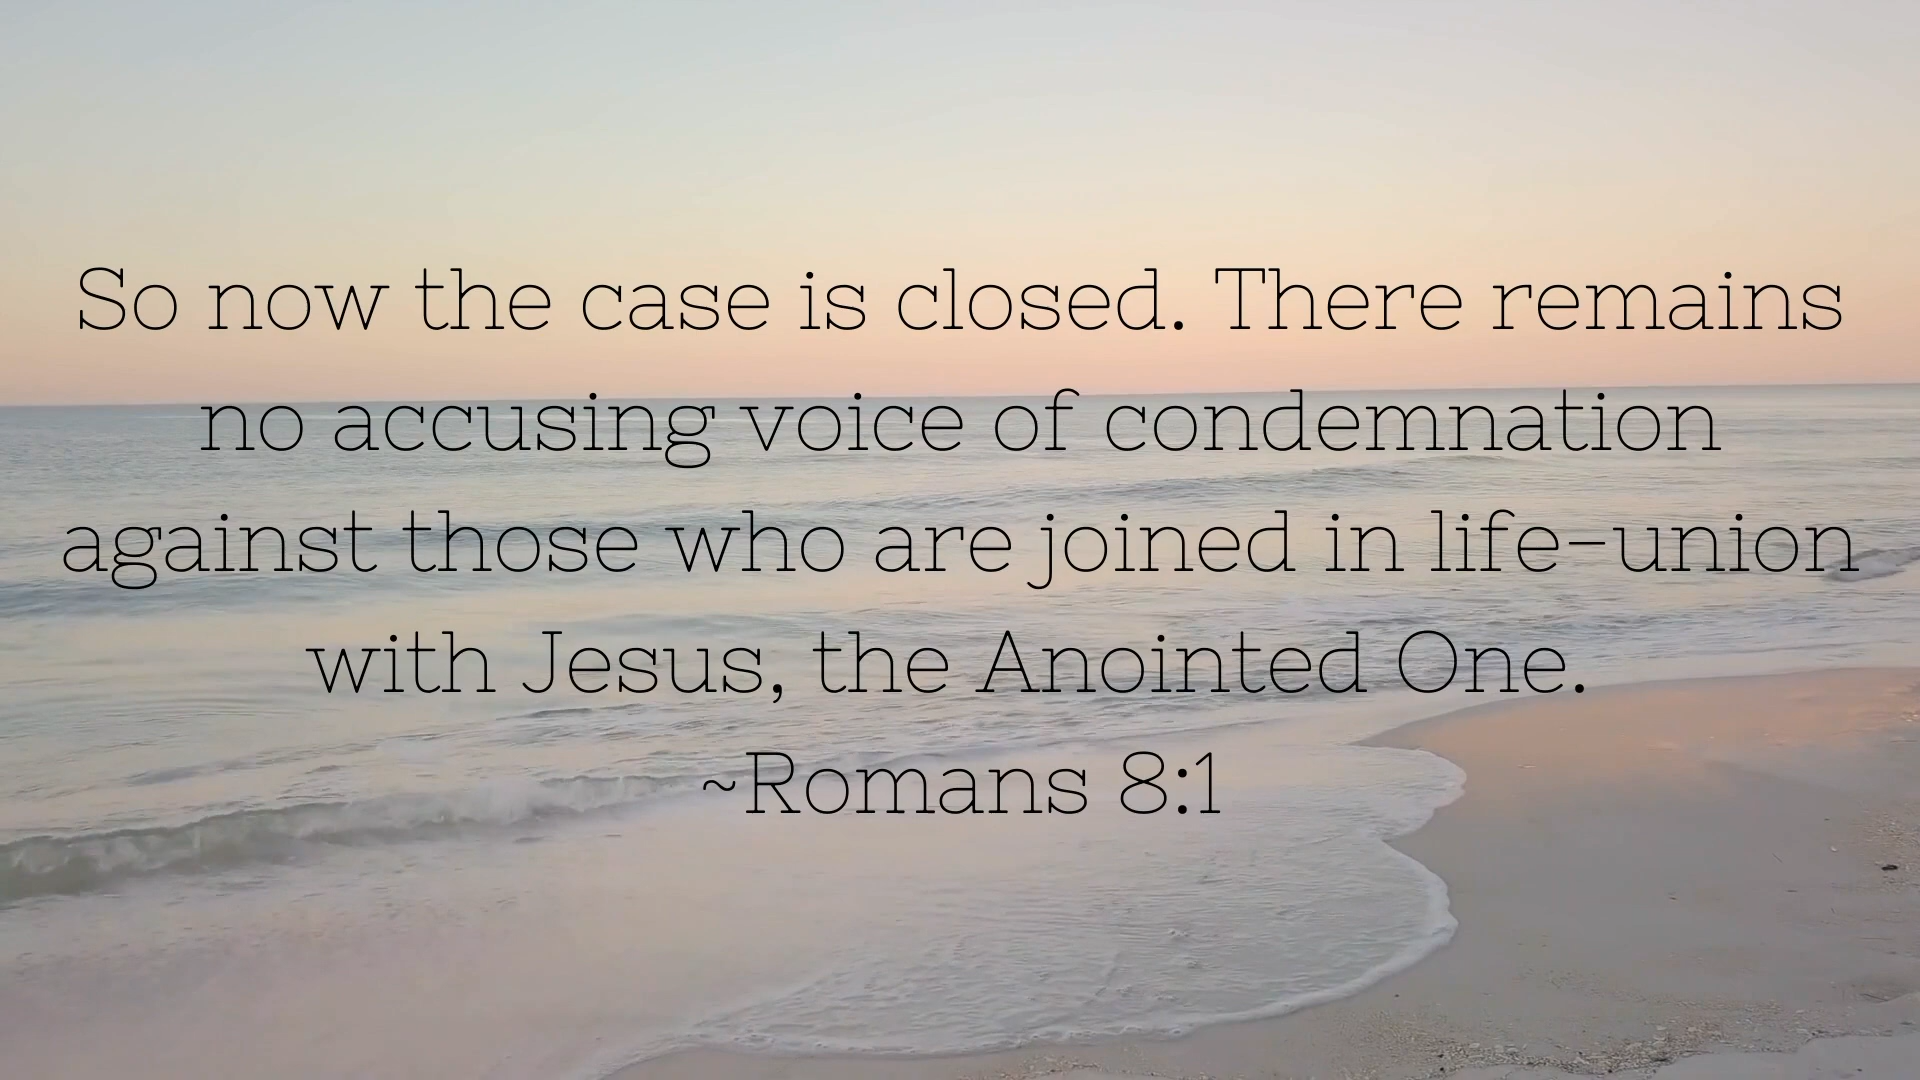 So now the case is closed. There remains
no accusing voice of condemnation
against those who are joined in life-union
with Jesus, the Anointed One.
~Romans 8:1